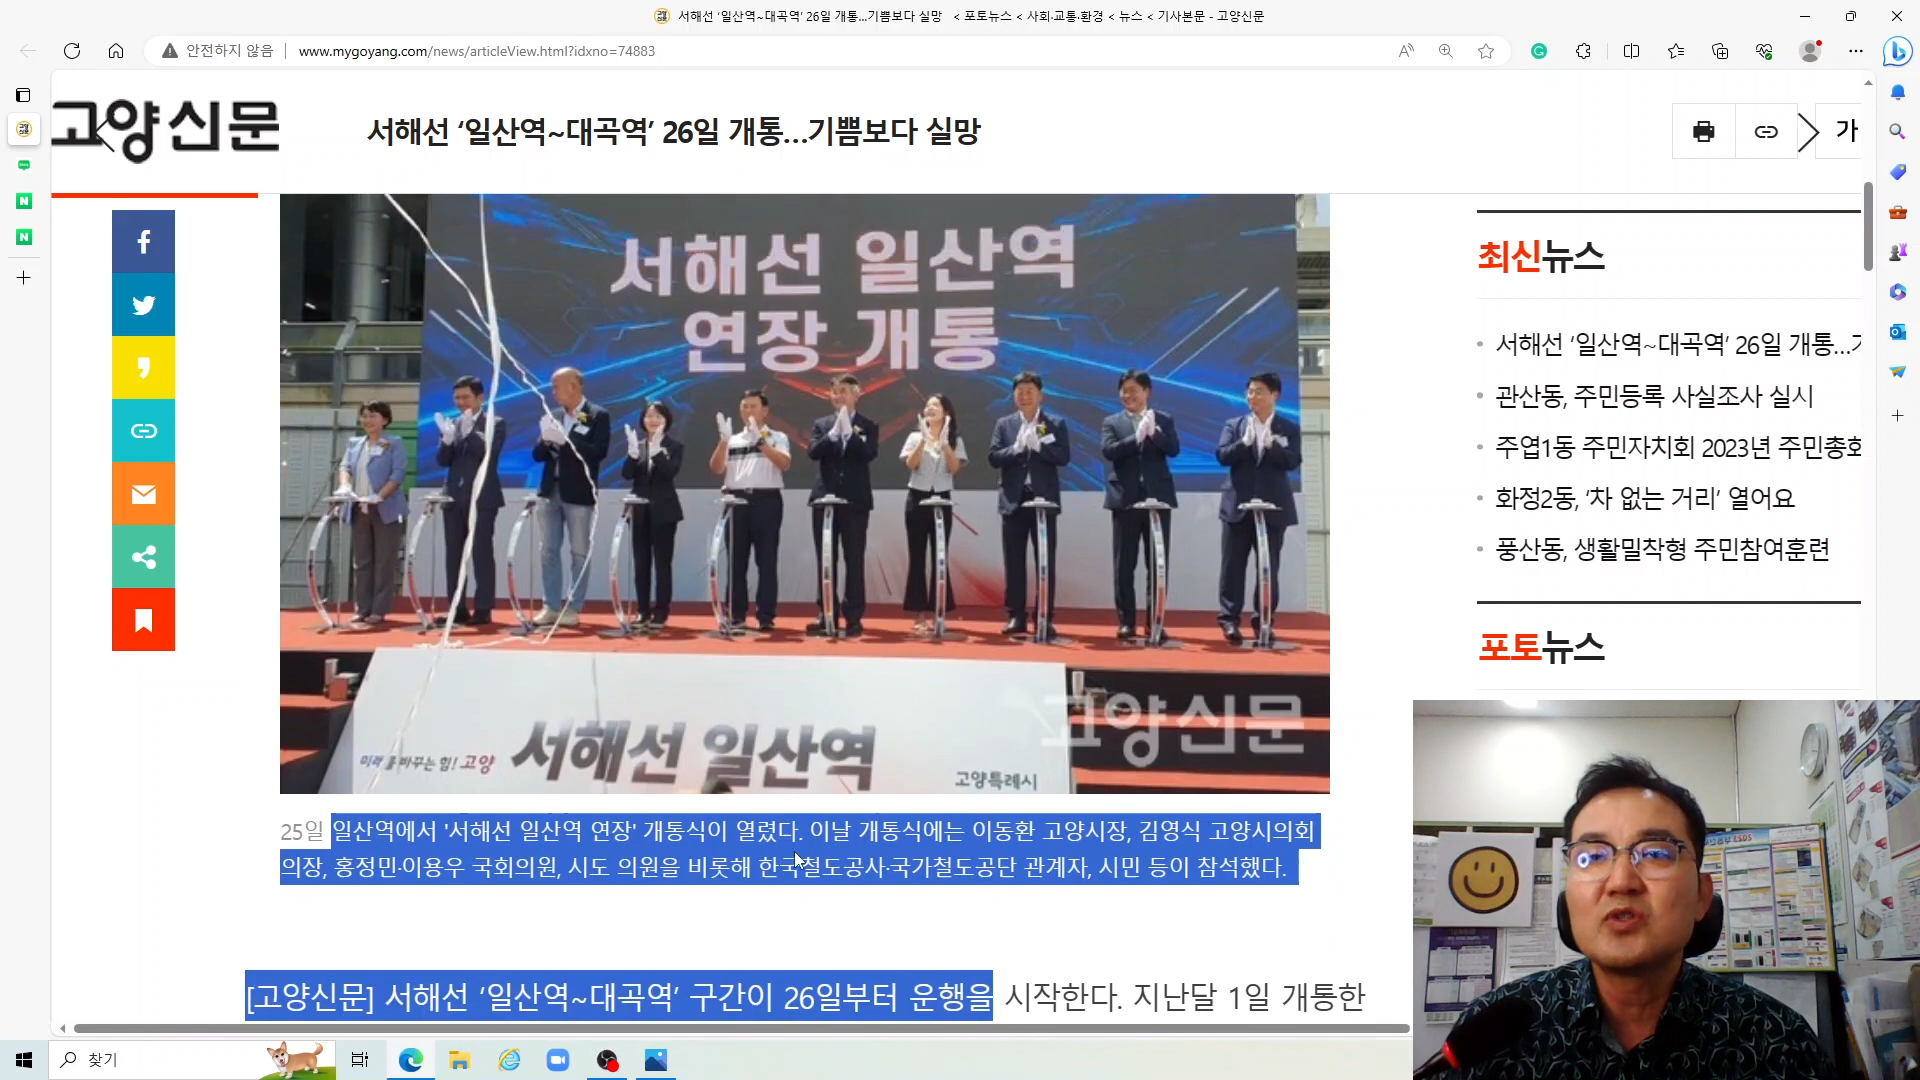 서해선 ‘일산역~대곡역’ 26일 개통...기쁨보다 실망 < 포토뉴스 < 사회·교통·환경 < 뉴스 < 기사본문 - 고양신문
안전하지 않음 | www.mygoyang.com/news/articleView.html?idxno=74883
고양신문
서해선 ‘일산역~대곡역’ 26일 개통…기쁨보다 실망
가
서해선 일산역
연장 개통
미래를 바꾸는 힘! 고양
서해선 일산역
고양특례시
고양신문
25일 일산역에서 '서해선 일산역 연장' 개통식이 열렸다. 이날 개통식에는 이동환 고양시장, 김영식 고양시의회
의장, 홍정민·이용우 국회의원, 시도 의원을 비롯해 한국철도공사·국가철도공단 관계자, 시민 등이 참석했다.
[고양신문] 서해선 ‘일산역~대곡역’ 구간이 26일부터 운행을 시작한다. 지난달 1일 개통한
최신뉴스
서해선 ‘일산역~대곡역’ 26일 개통…
관산동, 주민등록 사실조사 실시
주엽1동 주민자치회 2023년 주민총회
화정2동, ‘차 없는 거리’ 열어요
풍산동, 생활밀착형 주민참여훈련
포토뉴스
찾기